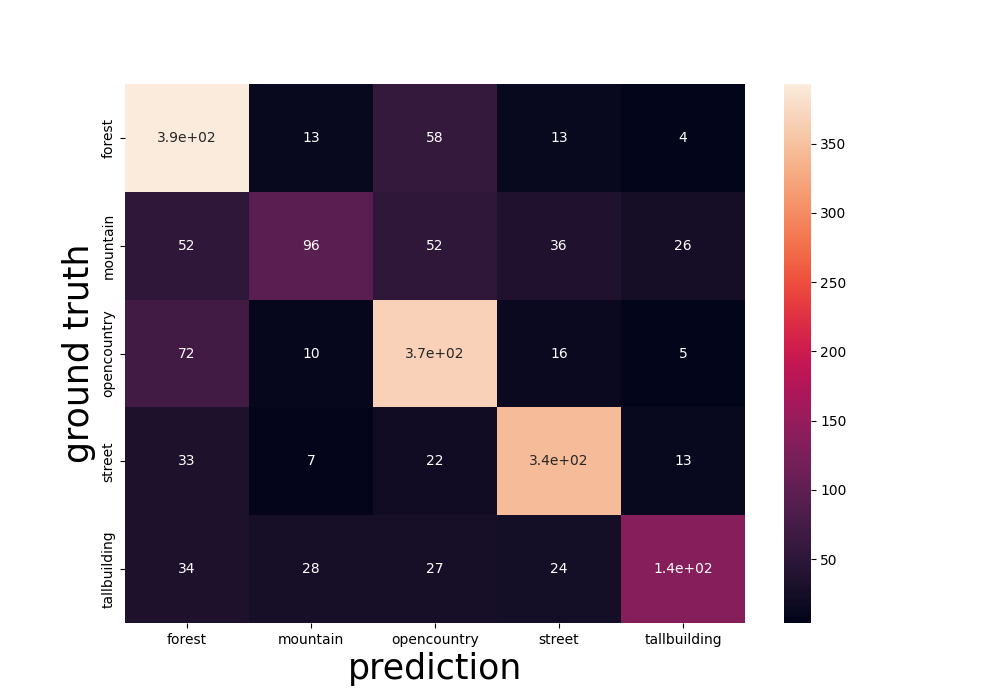 forest 3.9e+02 13 58 13 4
mountain 52 96 52 36 26
opencountry 72 10 3.7e+02 16 5
street 33 7 22 3.4e+02 13
tallbuilding 34 28 27 24 1.4e+02
forest mountain opencountry street tallbuilding
prediction
ground truth
350
300
250
200
150
100
50